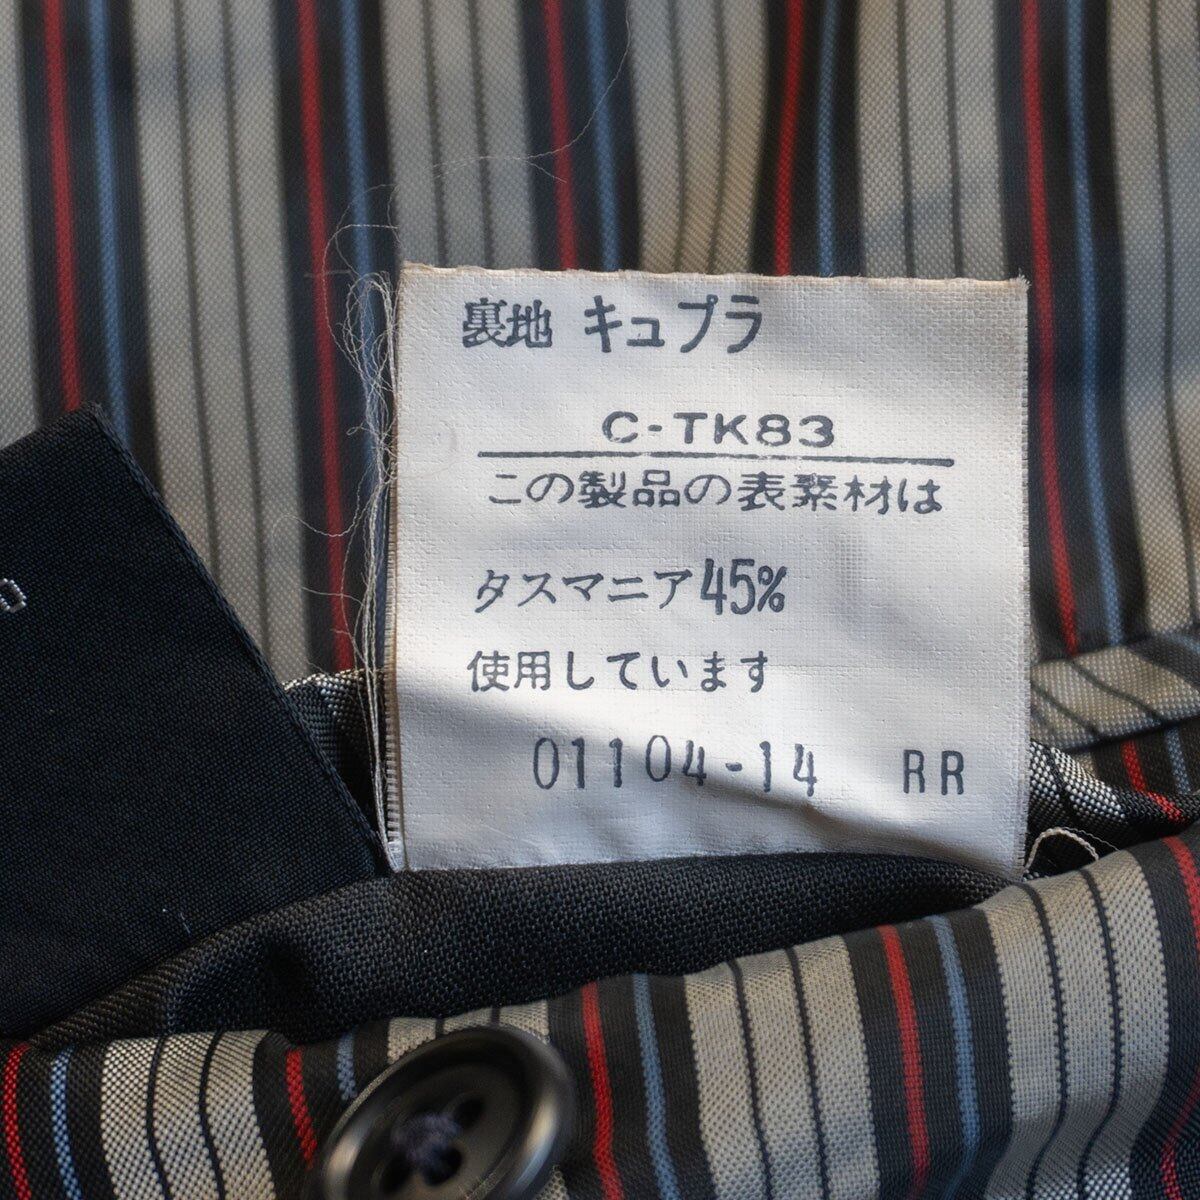 裏地 キュプラ
C-TK83
この製品の表素材は
タスマニア45%
使用しています
01104-14 RR